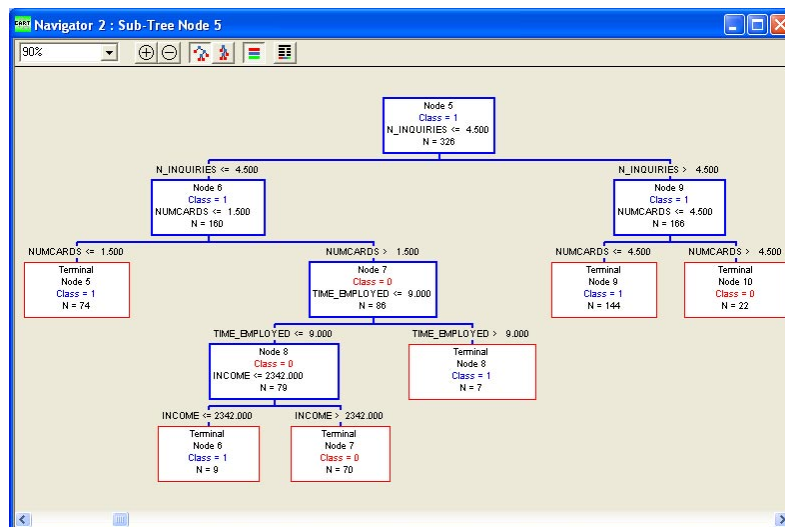 CART Navigator 2 : Sub-Tree Node 5
90%
Node 5
Class = 1
N_INQUIRIES <= 4.500
N = 326
N_INQUIRIES <= 4.500
N_INQUIRIES > 4.500
Node 6
Class = 1
NUMCARDS <= 1.500
N = 160
Node 9
Class = 1
NUMCARDS <= 4.500
N = 166
NUMCARDS <= 1.500
NUMCARDS > 1.500
NUMCARDS <= 4.500
NUMCARDS > 4.500
Terminal
Node 5
Class = 1
N = 74
Node 7
Class = 0
TIME_EMPLOYED <= 9.000
N = 86
Terminal
Node 9
Class = 1
N = 144
Terminal
Node 10
Class = 0
N = 22
TIME_EMPLOYED <= 9.000
TIME_EMPLOYED > 9.000
Node 8
Class = 0
INCOME <= 2342.000
N = 79
Terminal
Node 8
Class = 1
N = 7
INCOME <= 2342.000
INCOME > 2342.000
Terminal
Node 6
Class = 1
N = 9
Terminal
Node 7
Class = 0
N = 70